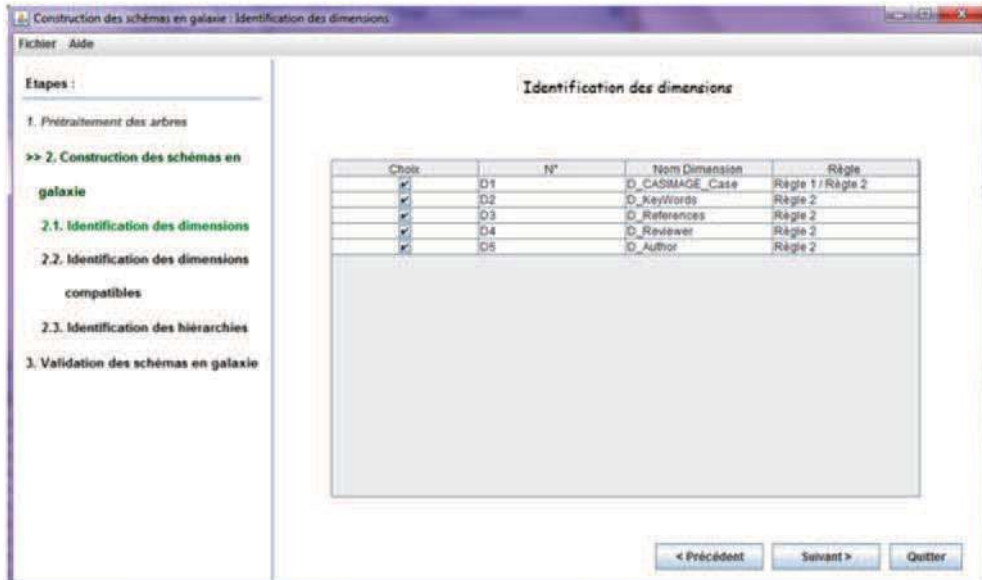 Construction des schémas en galaxie : Identification des dimensions
Fichier Aide
Etapes :
1. Prétraitement des arbres
>> 2. Construction des schémas en
galaxie
2.1. Identification des dimensions
2.2. Identification des dimensions
compatibles
2.3. Identification des hiérarchies
3. Validation des schémas en galaxie
Identification des dimensions
Choix N° Nom Dimension Règle
D1 D_CASIMAGE_Case Règle 1 / Règle 2
D2 D_KeyWords Règle 2
D3 D_References Règle 2
D4 D_Reviewer Règle 2
D5 D_Author Règle 2
< Précédent Suivant > Quitter